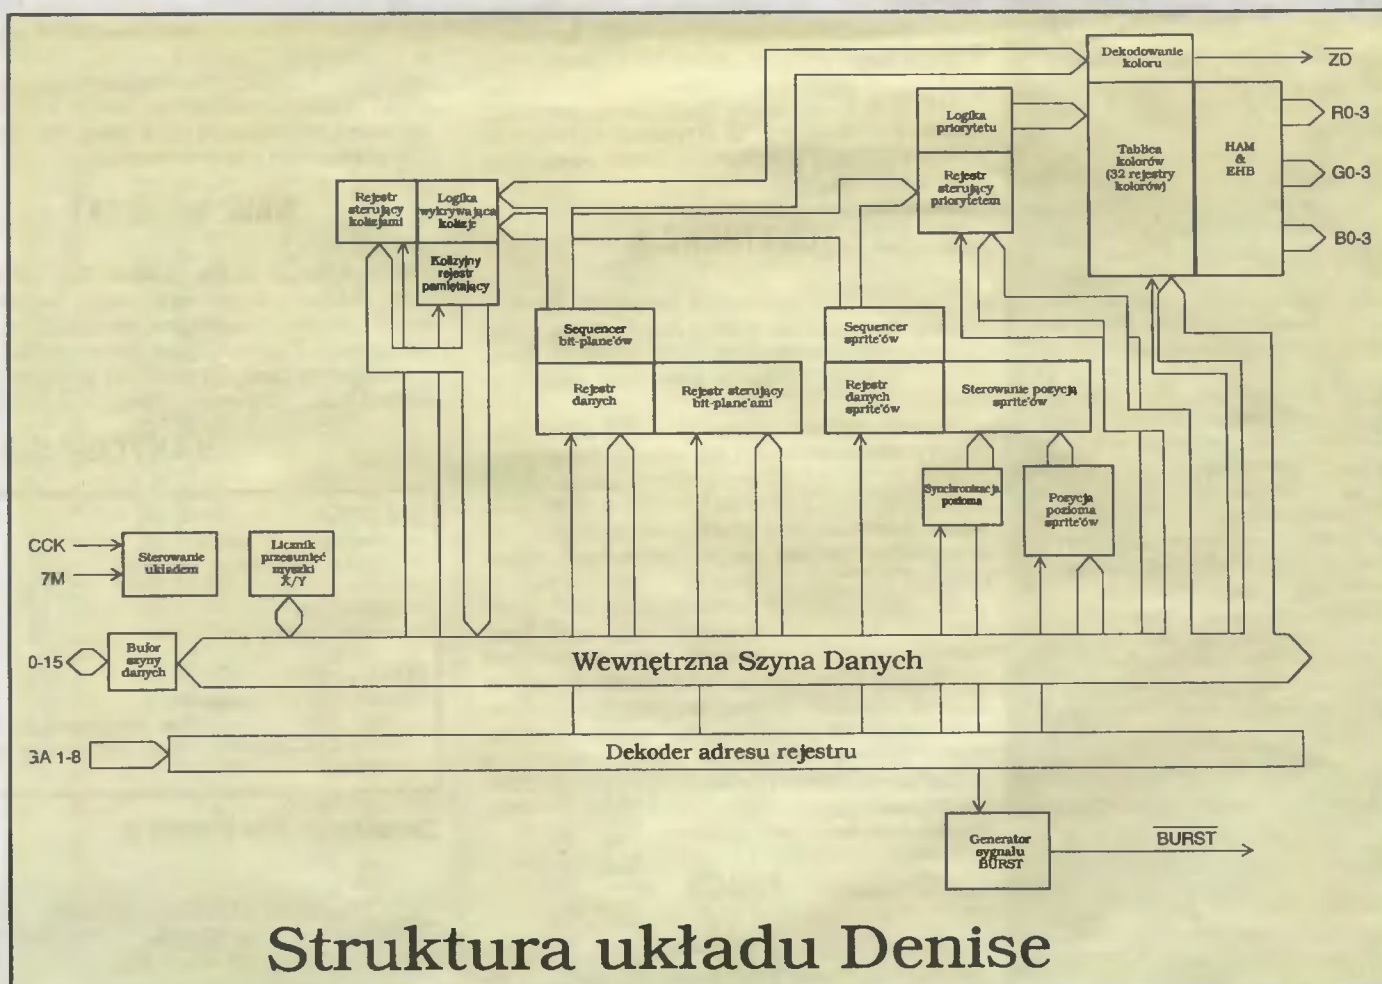 Dekodowanie
koloru
ZD
Logika
priorytetu
R0-3
Tablica
kolorów
(32 rejestry
kolorów)
HAM
&
EHB
G0-3
B0-3
Rejestr
sterujący
priorytetem
Rejestr
sterujący
kolizjami
Logika
wykrywająca
kolizje
Kolizyjny
rejestr
pamiętający
Sequencer
bit-plane'ów
Sequencer
sprite'ów
Rejestr
danych
Rejestr sterujący
bit-plane'ami
Rejestr
danych
sprite'ów
Sterowanie pozycją
sprite'ów
Synchronizacja
pozioma
Pozycja
pozioma
sprite'ów
CCK
7M
Sterowanie
układem
Licznik
przesunięć
myszki
X/Y
0-15
Bufor
szyny
danych
Wewnętrzna Szyna Danych
GA 1-8
Dekoder adresu rejestru
Generator
sygnału
BURST
BURST
Struktura układu Denise